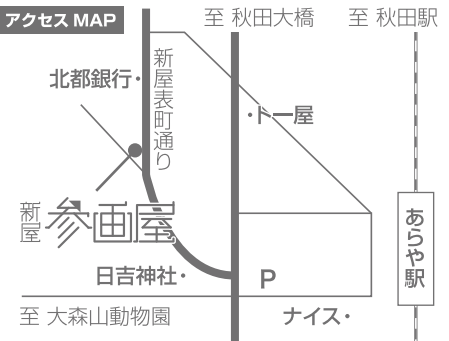 アクセス MAP
至 秋田大橋
至 秋田駅
北都銀行
新屋表町通り
トー屋
新屋
参画屋
あらや駅
日吉神社
P
至 大森山動物園
ナイス